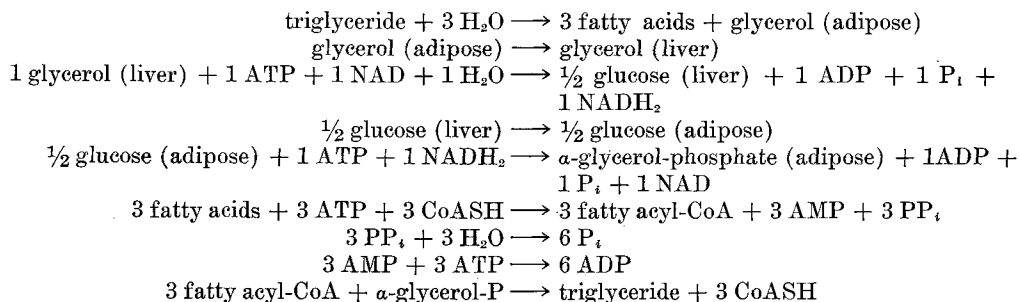 triglyceride + 3 H₂O ⟶ 3 fatty acids + glycerol (adipose)
glycerol (adipose) ⟶ glycerol (liver)
1 glycerol (liver) + 1 ATP + 1 NAD + 1 H₂O ⟶ ½ glucose (liver) + 1 ADP + 1 Pᵢ +
1 NADH₂
½ glucose (liver) ⟶ ½ glucose (adipose)
½ glucose (adipose) + 1 ATP + 1 NADH₂ ⟶ α-glycerol-phosphate (adipose) + 1ADP +
1 Pᵢ + 1 NAD
3 fatty acids + 3 ATP + 3 CoASH ⟶ 3 fatty acyl-CoA + 3 AMP + 3 PPᵢ
3 PPᵢ + 3 H₂O ⟶ 6 Pᵢ
3 AMP + 3 ATP ⟶ 6 ADP
3 fatty acyl-CoA + α-glycerol-P ⟶ triglyceride + 3 CoASH